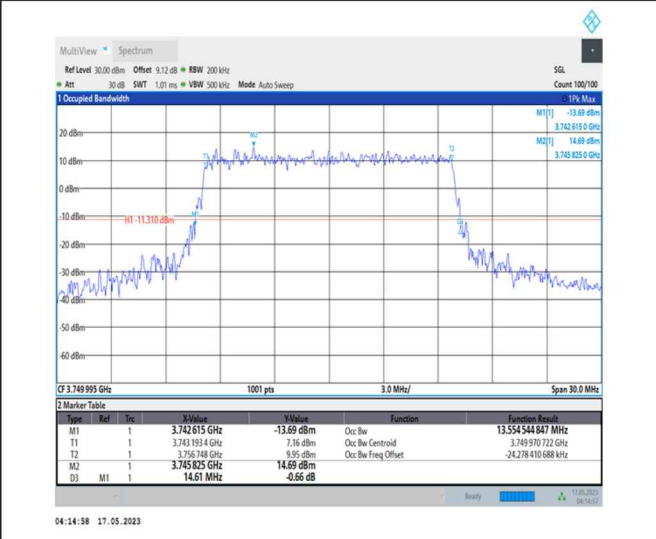 MultiView Spectrum
Ref Level 30.00 dBm Offset 9.12 dB RBW 200 kHz SGL
Att 30 dB SWT 1.01 ms VBW 500 kHz Mode Auto Sweep Count 100/100
1 Occupied Bandwidth 1Pk Max
M1[1] -13.69 dBm
3.742 615 0 GHz
M2[1] 14.69 dBm
3.745 825 0 GHz
20 dBm
M2
T1
T2
10 dBm
0 dBm
-10 dBm
M1
H1 -11.310 dBm
D3
-20 dBm
-30 dBm
-40 dBm
-50 dBm
-60 dBm
CF 3.749 995 GHz 1001 pts 3.0 MHz/ Span 30.0 MHz
2 Marker Table
Type Ref Trc X-Value Y-Value Function Function Result
M1 1 3.742 615 GHz -13.69 dBm Occ Bw 13.554 544 847 MHz
T1 1 3.743 193 4 GHz 7.16 dBm Occ Bw Centroid 3.749 970 722 GHz
T2 1 3.756 748 GHz 9.95 dBm Occ Bw Freq Offset -24.278 410 688 kHz
M2 1 3.745 825 GHz 14.69 dBm
D3 M1 1 14.61 MHz -0.66 dB
Ready 17.05.2023
04:14:57
04:14:58 17.05.2023